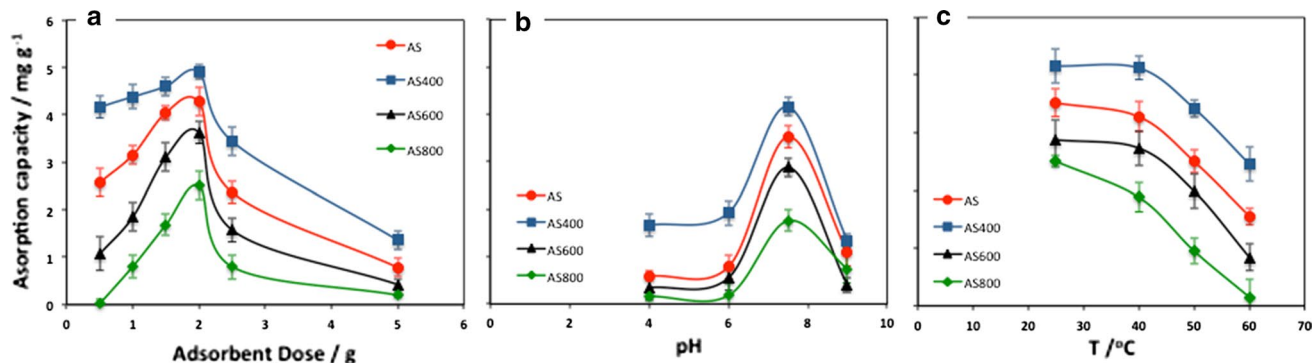 a
Asorption capacity / mg g-1
6
5
4
3
2
1
0
0 1 2 3 4 5 6
Adsorbent Dose / g
AS
AS400
AS600
AS800
b
AS
AS400
AS600
AS800
0 2 4 6 8 10
pH
c
AS
AS400
AS600
AS800
0 10 20 30 40 50 60 70
T /ºC